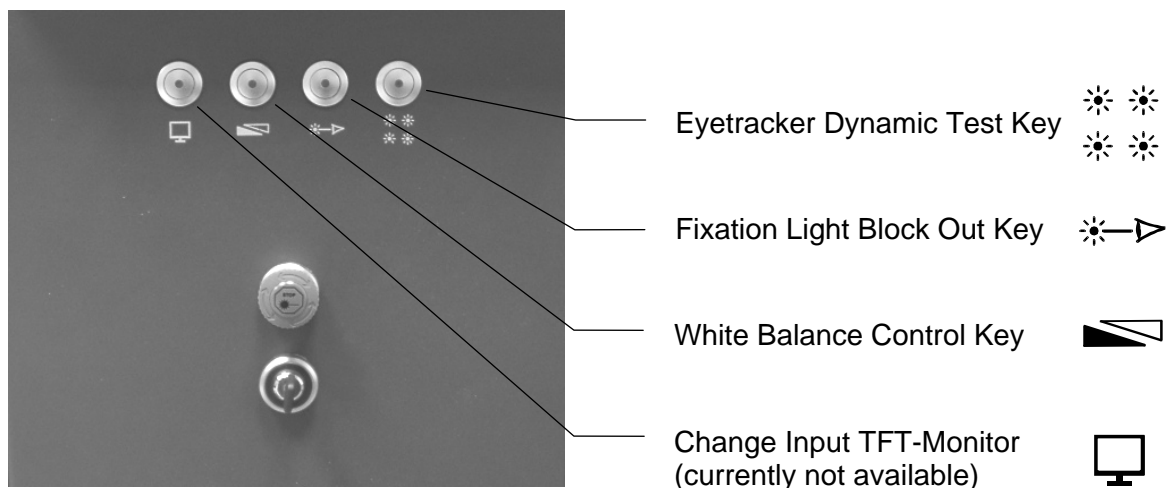 Eyetracker Dynamic Test Key
Fixation Light Block Out Key
STOP
White Balance Control Key
Change Input TFT-Monitor
(currently not available)